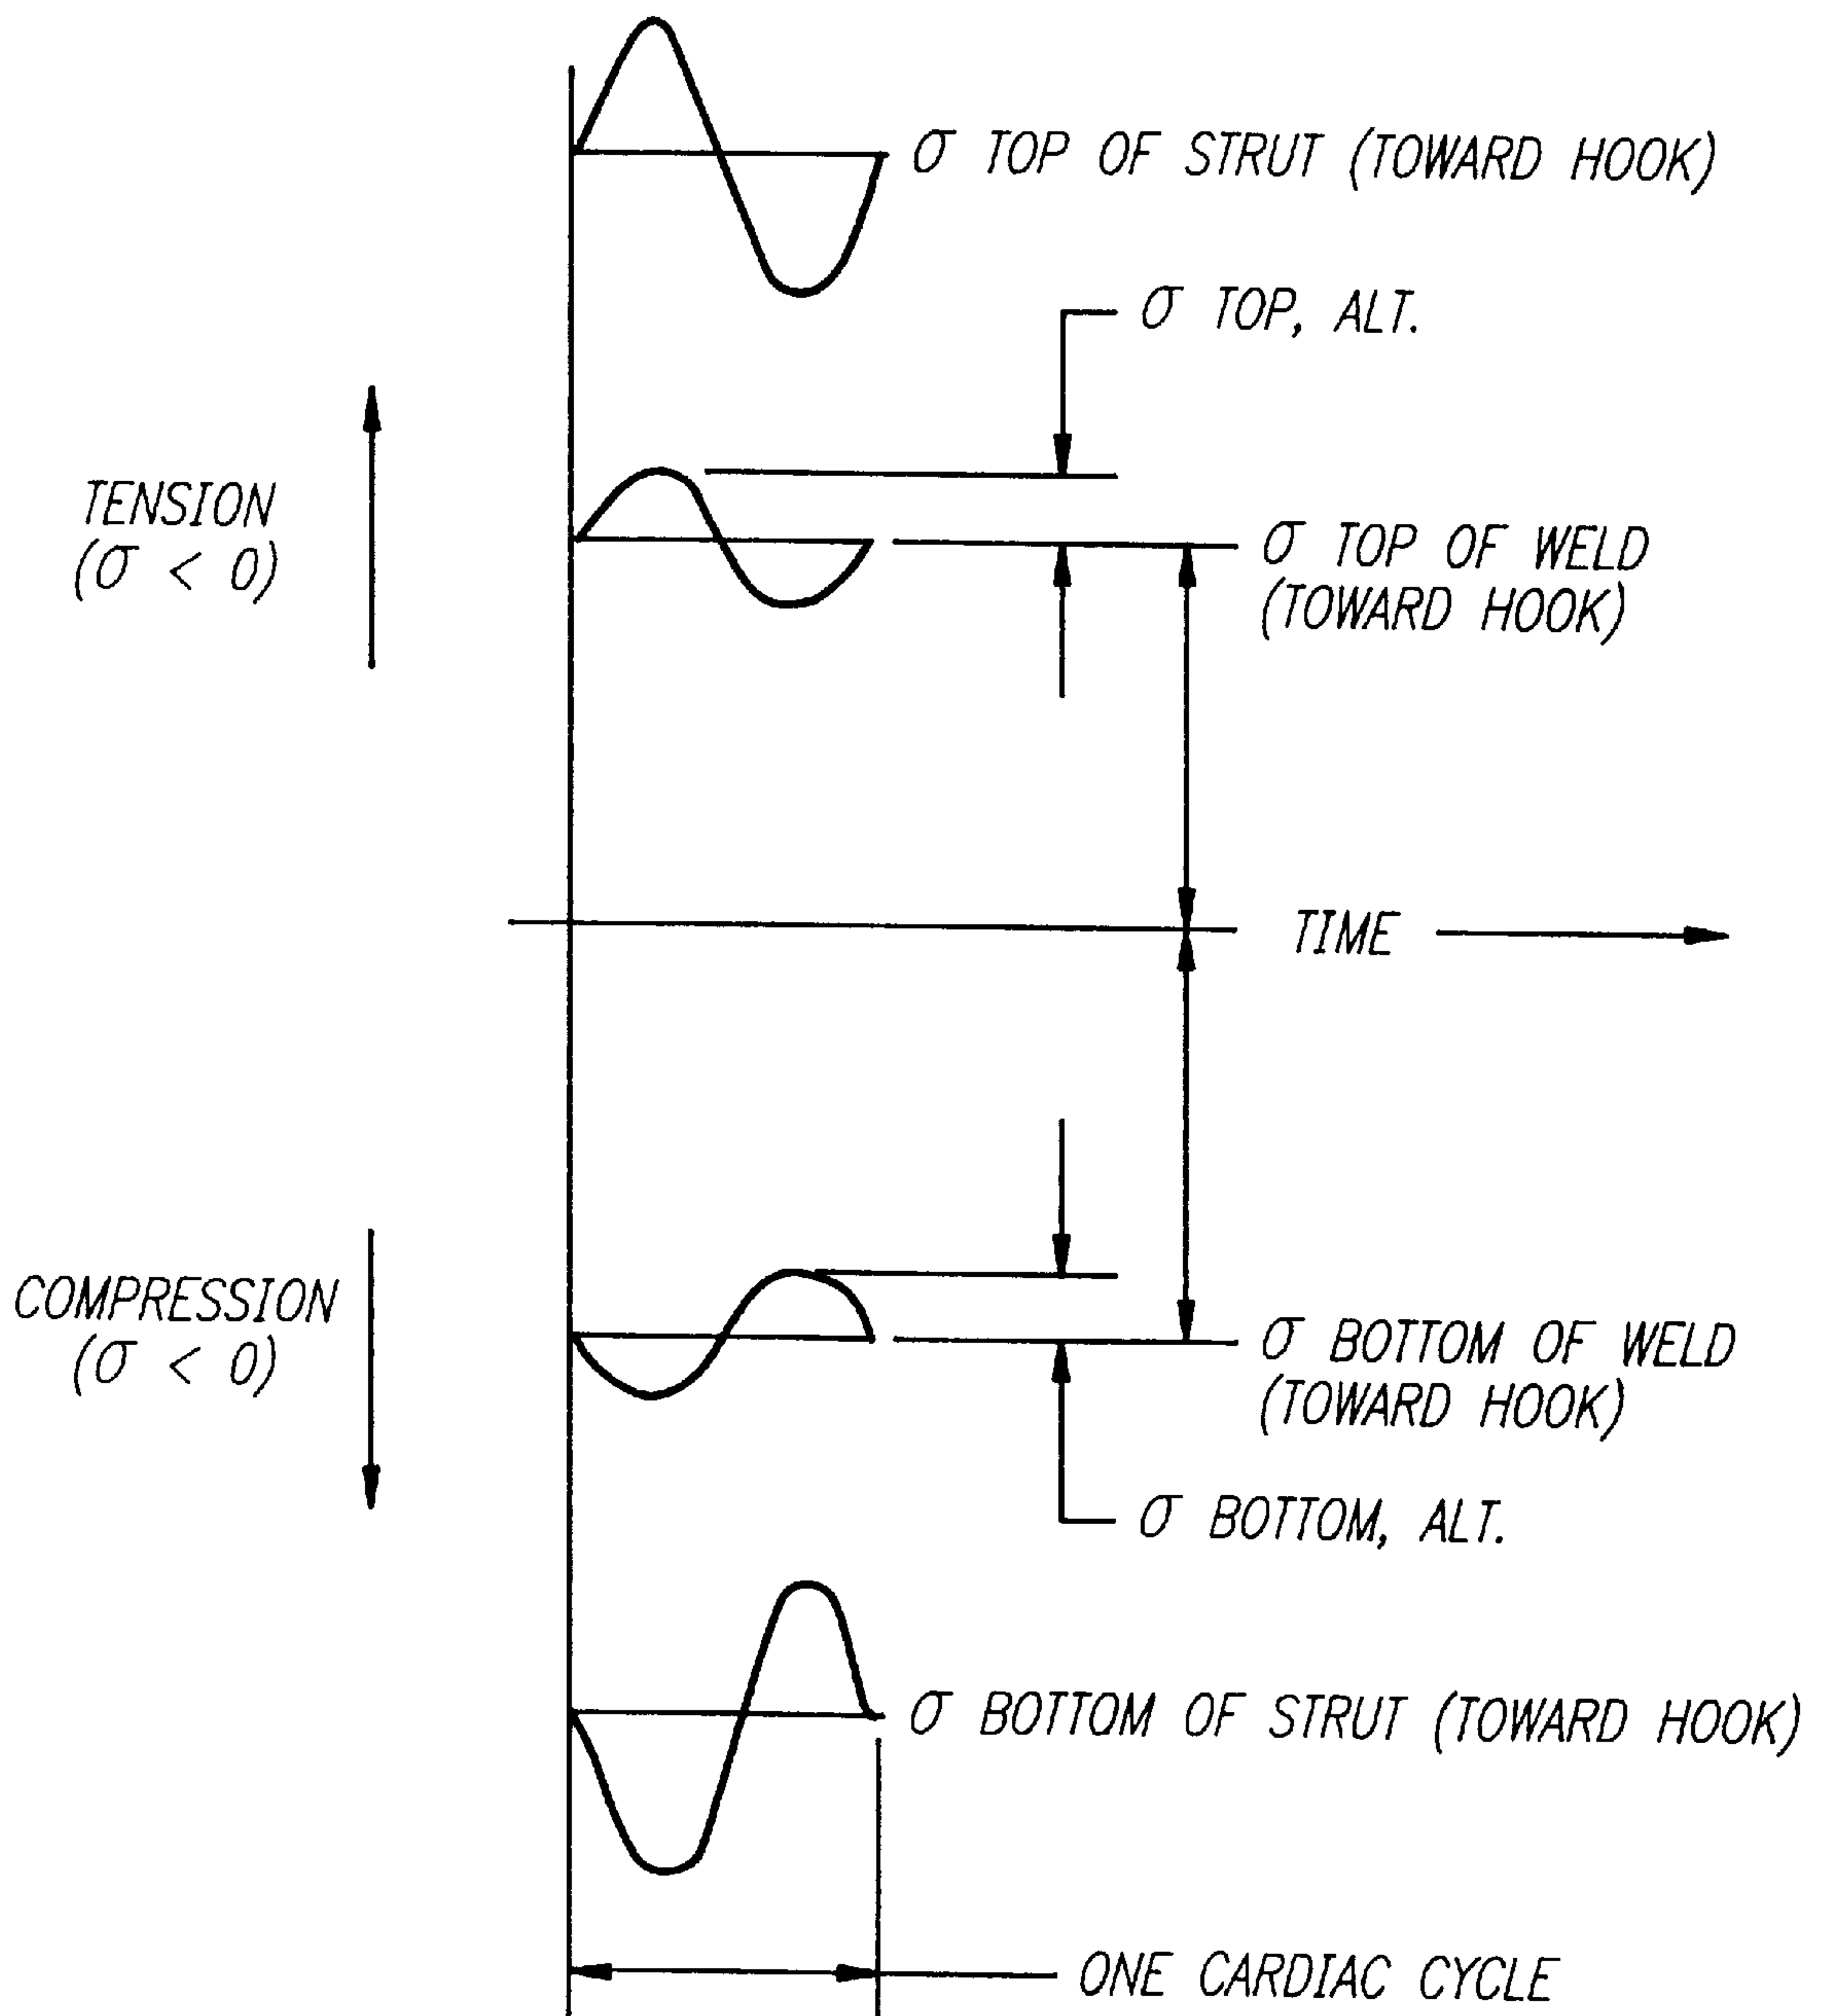 σ TOP OF STRUT (TOWARD HOOK)
σ TOP, ALT.
TENSION
(σ < 0)
σ TOP OF WELD
(TOWARD HOOK)
TIME
COMPRESSION
(σ < 0)
σ BOTTOM OF WELD
(TOWARD HOOK)
σ BOTTOM, ALT.
σ BOTTOM OF STRUT (TOWARD HOOK)
ONE CARDIAC CYCLE